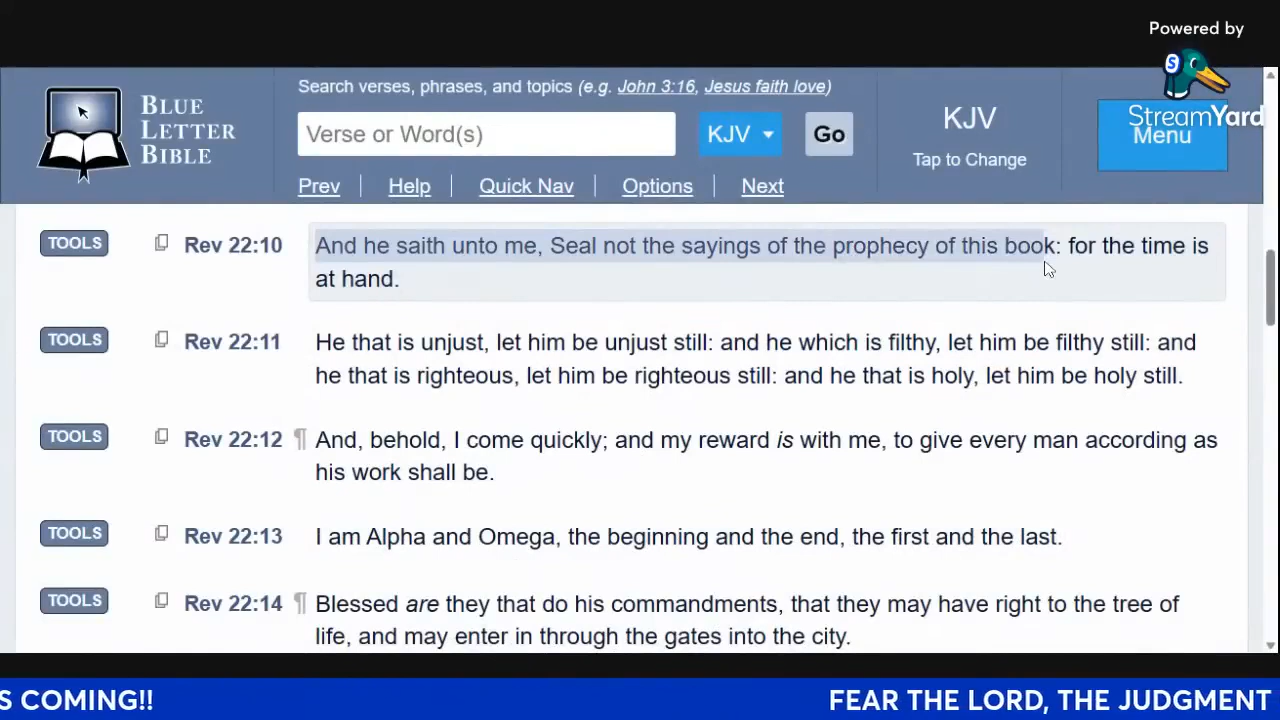 Powered by
StreamYard
Search verses, phrases, and topics (e.g. John 3:16, Jesus faith love)
BLUE
LETTER
BIBLE
Verse or Word(s)
KJV
Go
KJV
Tap to Change
Menu
Prev
Help
Quick Nav
Options
Next
TOOLS
Rev 22:10
And he saith unto me, Seal not the sayings of the prophecy of this book: for the time is
at hand.
TOOLS
Rev 22:11
He that is unjust, let him be unjust still: and he which is filthy, let him be filthy still: and
he that is righteous, let him be righteous still: and he that is holy, let him be holy still.
TOOLS
Rev 22:12
¶ And, behold, I come quickly; and my reward is with me, to give every man according as
his work shall be.
TOOLS
Rev 22:13
I am Alpha and Omega, the beginning and the end, the first and the last.
TOOLS
Rev 22:14
¶ Blessed are they that do his commandments, that they may have right to the tree of
life, and may enter in through the gates into the city.
S COMING!!
FEAR THE LORD, THE JUDGMENT